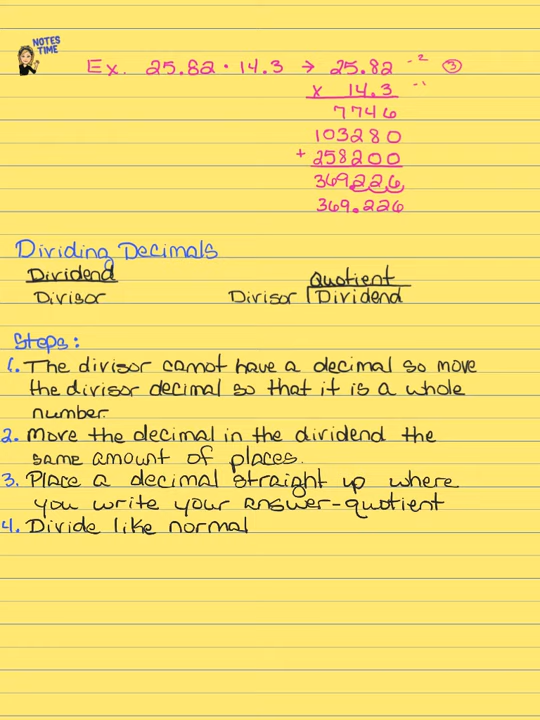 NOTES
TIME
Ex. 25.82 · 14.3 → 25.82 -2 ③
x 14.3 -1
7746
103280
+ 258200
369226
369.226
Dividing Decimals
Dividend
Divisor
Quotient
Divisor Dividend
Steps:
1. The divisor cannot have a decimal so move
the divisor decimal so that it is a whole
number.
2. Move the decimal in the dividend the
same amount of places.
3. Place a decimal straight up where
you write your answer-quotient
4. Divide like normal